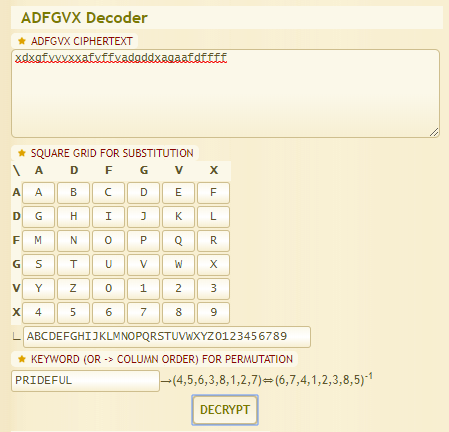 ADFGVX Decoder
★ ADFGVX CIPHERTEXT
xdxgfvvvxxafvffvadgddxagaafdffff
★ SQUARE GRID FOR SUBSTITUTION
\ A D F G V X
A A B C D E F
D G H I J K L
F M N O P Q R
G S T U V W X
V Y Z 0 1 2 3
X 4 5 6 7 8 9
∟ ABCDEFGHIJKLMNOPQRSTUVWXYZ0123456789
★ KEYWORD (OR -> COLUMN ORDER) FOR PERMUTATION
PRIDEFUL →(4,5,6,3,8,1,2,7)⇔(6,7,4,1,2,3,8,5)⁻¹
DECRYPT